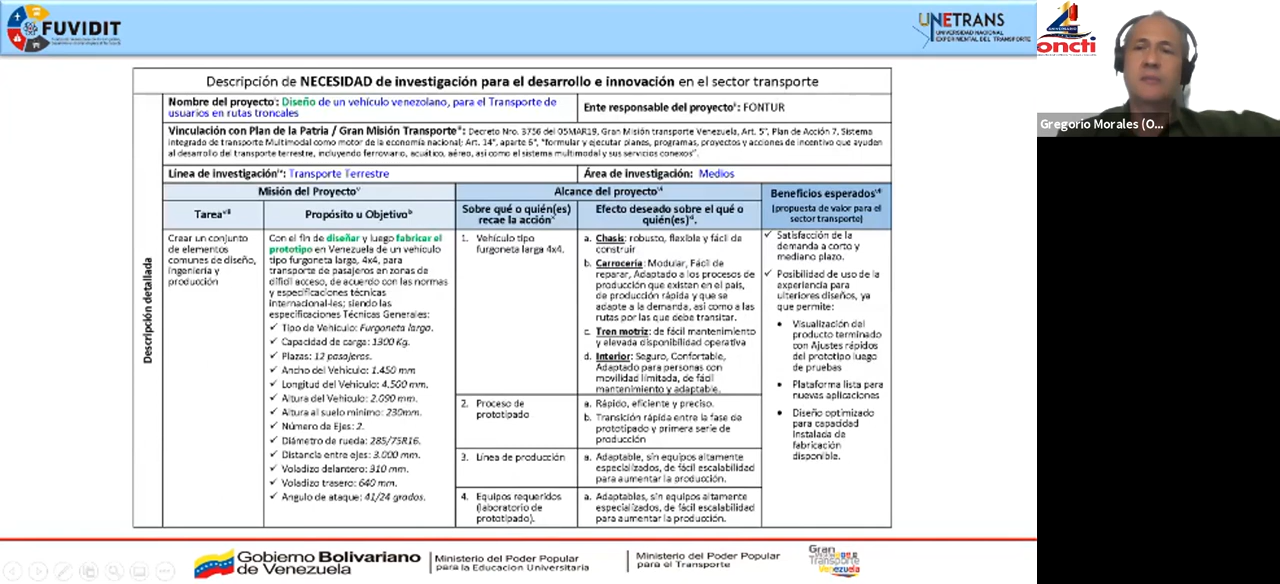 FUVIDIT
UNETRANS
UNIVERSIDAD NACIONAL
EXPERIMENTAL DEL TRANSPORTE
oncti
Gregorio Morales (O...
Descripción de NECESIDAD de investigación para el desarrollo e innovación en el sector transporte
Descripción detallada
Nombre del proyecto: Diseño de un vehículo venezolano, para el Transporte de
usuarios en rutas troncales
Ente responsable del proyecto: FONTUR
Vinculación con Plan de la Patria / Gran Misión Transporte: Decreto Nro. 3756 del 05MAR19, Gran Misión transporte Venezuela, Art. 5°, Plan de Acción 7, Sistema
integrado de transporte Multimodal como motor de la economía nacional; Art. 14°, aparte 6°, "formular y ejecutar planes, programas, proyectos y acciones de incentivo que ayuden
al desarrollo del transporte terrestre, incluyendo ferroviario, acuático, aéreo, así como el sistema multimodal y sus servicios conexos".
Línea de investigación: Transporte Terrestre
Área de investigación: Medios
Misión del Proyecto
Alcance del proyecto
Beneficios esperados
(propuesta de valor para el
sector transporte)
Tarea
Propósito u Objetivo
Sobre qué o quién(es)
recae la acción
Efecto deseado sobre el qué o
quién(es)
Crear un conjunto
de elementos
comunes de diseño,
ingeniería y
producción
Con el fin de diseñar y luego fabricar el
prototipo en Venezuela de un vehículo
tipo furgoneta larga, 4x4, para
transporte de pasajeros en zonas de
difícil acceso, de acuerdo con las normas
y especificaciones técnicas
internacional-les; siendo las
especificaciones Técnicas Generales:
✓ Tipo de Vehículo: Furgoneta larga.
✓ Capacidad de carga: 1300 Kg.
✓ Plazas: 12 pasajeros.
✓ Ancho del Vehículo: 1.450 mm
✓ Longitud del Vehículo: 4.500 mm.
✓ Altura del Vehículo: 2.090 mm.
✓ Altura al suelo mínimo: 230mm.
✓ Número de Ejes: 2.
✓ Diámetro de rueda: 285/75R16.
✓ Distancia entre ejes: 3.000 mm.
✓ Voladizo delantero: 310 mm.
✓ Voladizo trasero: 640 mm.
✓ Angulo de ataque: 41/24 grados.
1. Vehículo tipo
furgoneta larga 4x4.
a. Chasis: robusto, flexible y fácil de
construir
b. Carrocería: Modular, Fácil de
reparar, Adaptado a los procesos de
producción que existan en el país,
de producción rápida y que se
adapte a la demanda, así como a las
rutas por las que debe transitar.
c. Tren motriz: de fácil mantenimiento
y elevada disponibilidad operativa
d. Interior: Seguro, Confortable,
Adaptado para personas con
movilidad limitada, de fácil
mantenimiento y adaptable.
2. Proceso de
prototipado
a. Rápido, eficiente y preciso.
b. Transición rápida entre la fase de
prototipado y primera serie de
producción
3. Línea de producción
a. Adaptable, sin equipos altamente
especializados, de fácil escalabilidad
para aumentar la producción.
4. Equipos requeridos
(laboratorio de
prototipado).
a. Adaptables, sin equipos altamente
especializados, de fácil escalabilidad
para aumentar la producción.
✓ Satisfacción de la
demanda a corto y
mediano plazo.
✓ Posibilidad de uso de la
experiencia para
ulteriores diseños, ya
que permite:
• Visualización del
producto terminado
con Ajustes rápidos
del prototipo luego
de pruebas
• Plataforma lista para
nuevas aplicaciones
• Diseño optimizado
para capacidad
instalada de
fabricación
disponible.
Gobierno Bolivariano
de Venezuela
Ministerio del Poder Popular
para la Educacion Universitaria
Ministerio del Poder Popular
para el Transporte
Gran
Transporte
Venezuela